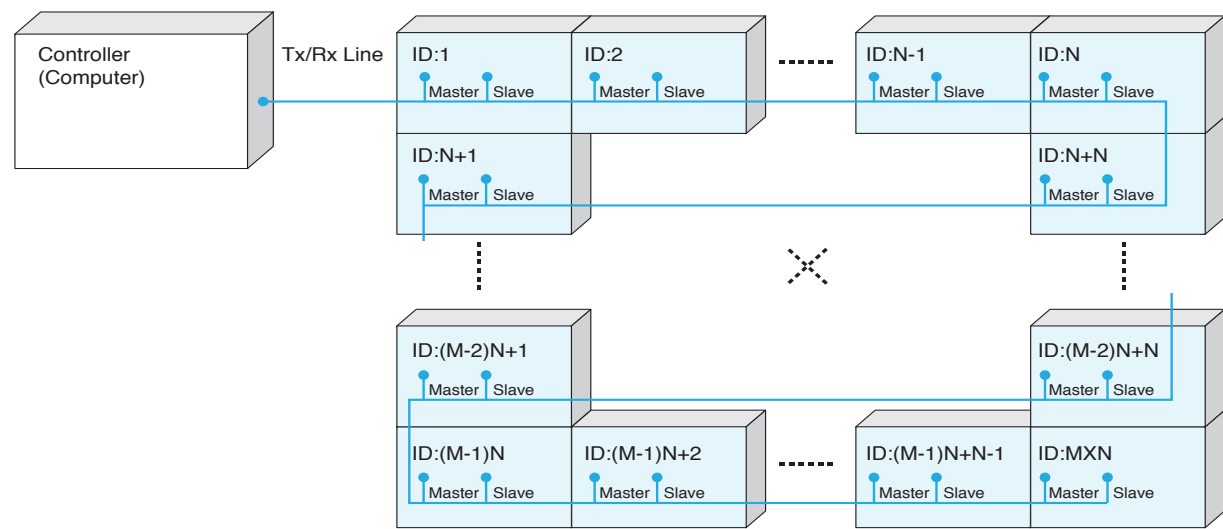 Controller
(Computer)
Tx/Rx Line
ID:1
ID:2
ID:N-1
ID:N
Master Slave Master Slave Master Slave Master Slave
ID:N+1
ID:N+N
Master Slave Master Slave
ID:(M-2)N+1
ID:(M-2)N+N
Master Slave Master Slave
ID:(M-1)N
ID:(M-1)N+2
ID:(M-1)N+N-1
ID:MXN
Master Slave Master Slave Master Slave Master Slave